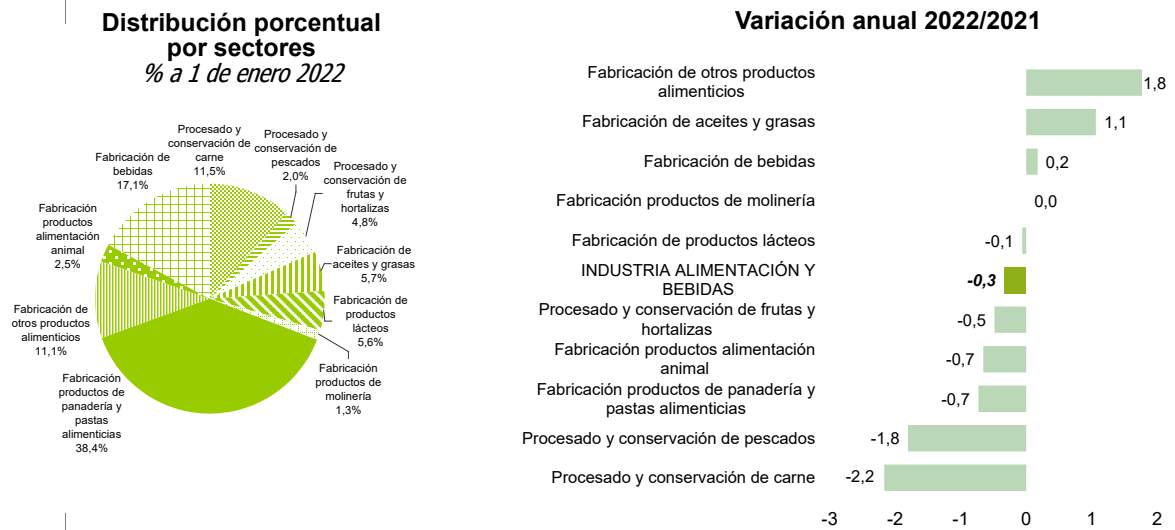 Distribución porcentual
por sectores
% a 1 de enero 2022
Procesado y
conservación de
carne
11,5%
Procesado y
conservación de
pescados
2,0%
Procesado y
conservación de
frutas y
hortalizas
4,8%
Fabricación de
aceites y grasas
5,7%
Fabricación de
productos
lácteos
5,6%
Fabricación
productos de
molinería
1,3%
Fabricación
productos de
panadería y
pastas
alimenticias
38,4%
Fabricación de
otros productos
alimenticios
11,1%
Fabricación
productos
alimentación
animal
2,5%
Fabricación de
bebidas
17,1%
Variación anual 2022/2021
Fabricación de otros productos
alimenticios
1,8
Fabricación de aceites y grasas
1,1
Fabricación de bebidas
0,2
Fabricación productos de molinería
0,0
Fabricación de productos lácteos
-0,1
INDUSTRIA ALIMENTACIÓN Y
BEBIDAS
-0,3
Procesado y conservación de frutas y
hortalizas
-0,5
Fabricación productos alimentación
animal
-0,7
Fabricación productos de panadería y
pastas alimenticias
-0,7
Procesado y conservación de pescados
-1,8
Procesado y conservación de carne
-2,2
-3 -2 -1 0 1 2